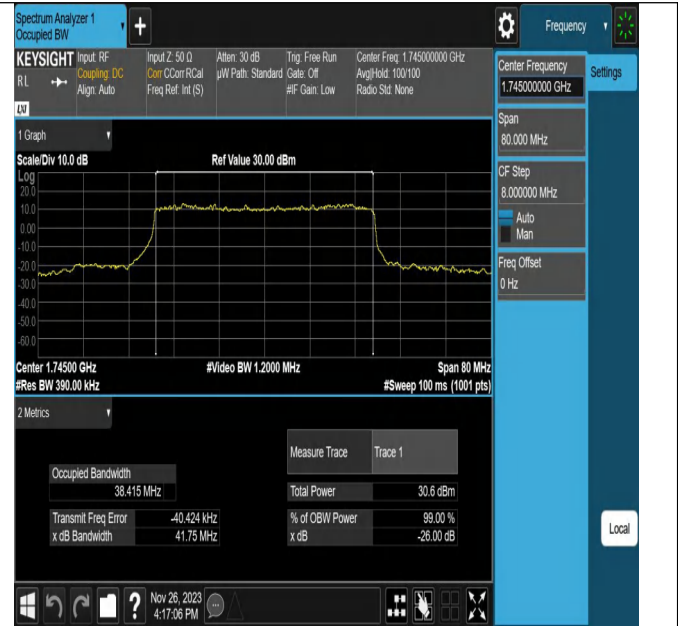 Spectrum Analyzer 1
Occupied BW
+
Frequency
KEYSIGHT
RL
LXI
Input: RF
Coupling: DC
Align: Auto
Input Z: 50 Ω
Corr CCorr RCal
Freq Ref: Int (S)
Atten: 30 dB
µW Path: Standard
Trig: Free Run
Gate: Off
#IF Gain: Low
Center Freq: 1.745000000 GHz
Avg|Hold: 100/100
Radio Std: None
Center Frequency
1.745000000 GHz
Settings
Span
80.000 MHz
CF Step
8.000000 MHz
Auto
Man
Freq Offset
0 Hz
Local
1 Graph
Scale/Div 10.0 dB
Ref Value 30.00 dBm
Log
20.0
10.0
0.00
-10.0
-20.0
-30.0
-40.0
-50.0
-60.0
Center 1.74500 GHz
#Video BW 1.2000 MHz
Span 80 MHz
#Res BW 390.00 kHz
#Sweep 100 ms (1001 pts)
2 Metrics
Measure Trace
Trace 1
Occupied Bandwidth
38.415 MHz
Total Power
30.6 dBm
Transmit Freq Error
-40.424 kHz
% of OBW Power
99.00 %
x dB Bandwidth
41.75 MHz
x dB
-26.00 dB
?
Nov 26, 2023
4:17:06 PM